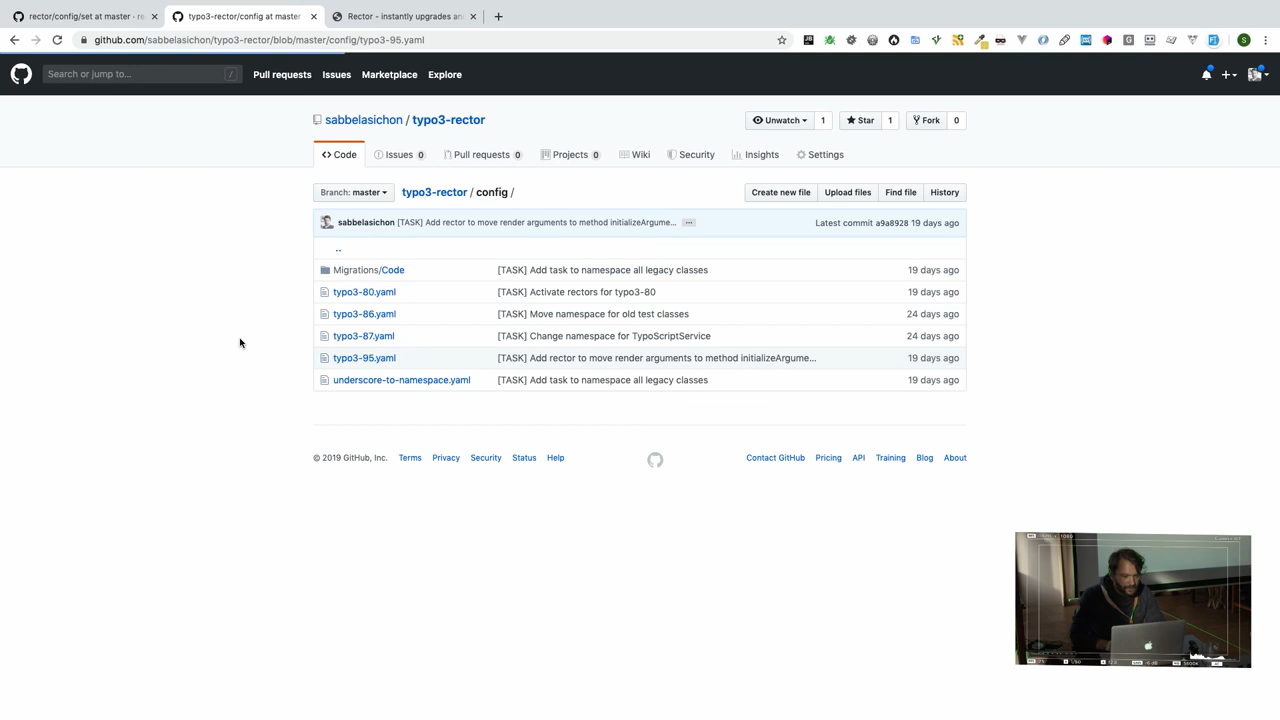 rector/config/set at master · re
typo3-rector/config at master
Rector - instantly upgrades an
github.com/sabbelasichon/typo3-rector/blob/master/config/typo3-95.yaml
Search or jump to...
/
Pull requests
Issues
Marketplace
Explore
sabbelasichon / typo3-rector
Unwatch 1
Star 1
Fork 0
Code
Issues 0
Pull requests 0
Projects 0
Wiki
Security
Insights
Settings
Branch: master
typo3-rector / config /
Create new file
Upload files
Find file
History
sabbelasichon [TASK] Add rector to move render arguments to method initializeArgume...
Latest commit a9a8928 19 days ago
..
Migrations/Code [TASK] Add task to namespace all legacy classes 19 days ago
typo3-80.yaml [TASK] Activate rectors for typo3-80 19 days ago
typo3-86.yaml [TASK] Move namespace for old test classes 24 days ago
typo3-87.yaml [TASK] Change namespace for TypoScriptService 24 days ago
typo3-95.yaml [TASK] Add rector to move render arguments to method initializeArgume... 19 days ago
underscore-to-namespace.yaml [TASK] Add task to namespace all legacy classes 19 days ago
© 2019 GitHub, Inc.
Terms
Privacy
Security
Status
Help
Contact GitHub
Pricing
API
Training
Blog
About